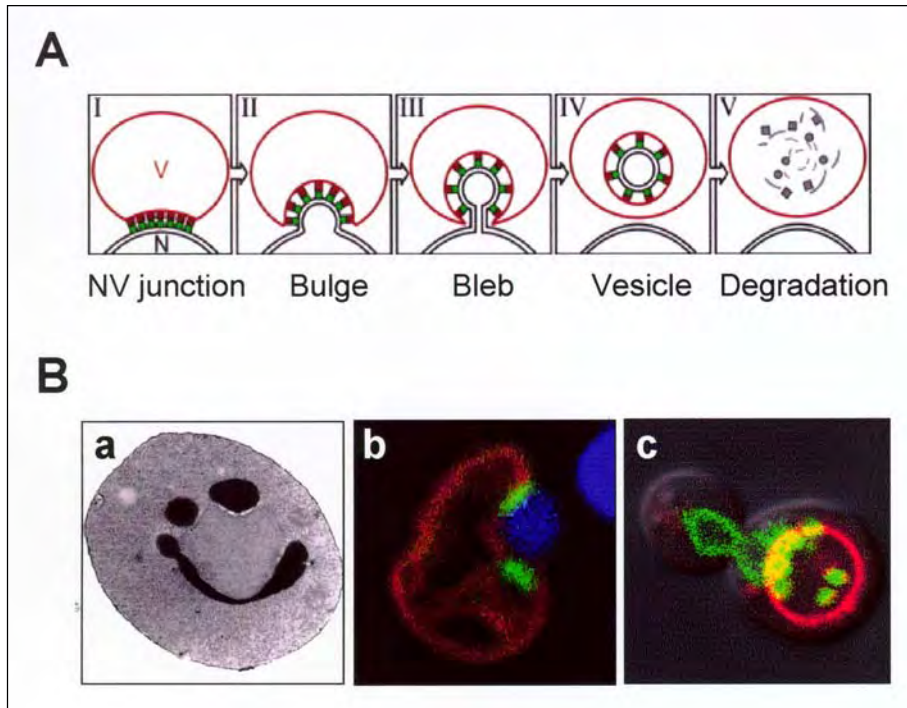 A
I II III IV V
V
N
NV junction Bulge Bleb Vesicle Degradation
B
a b c